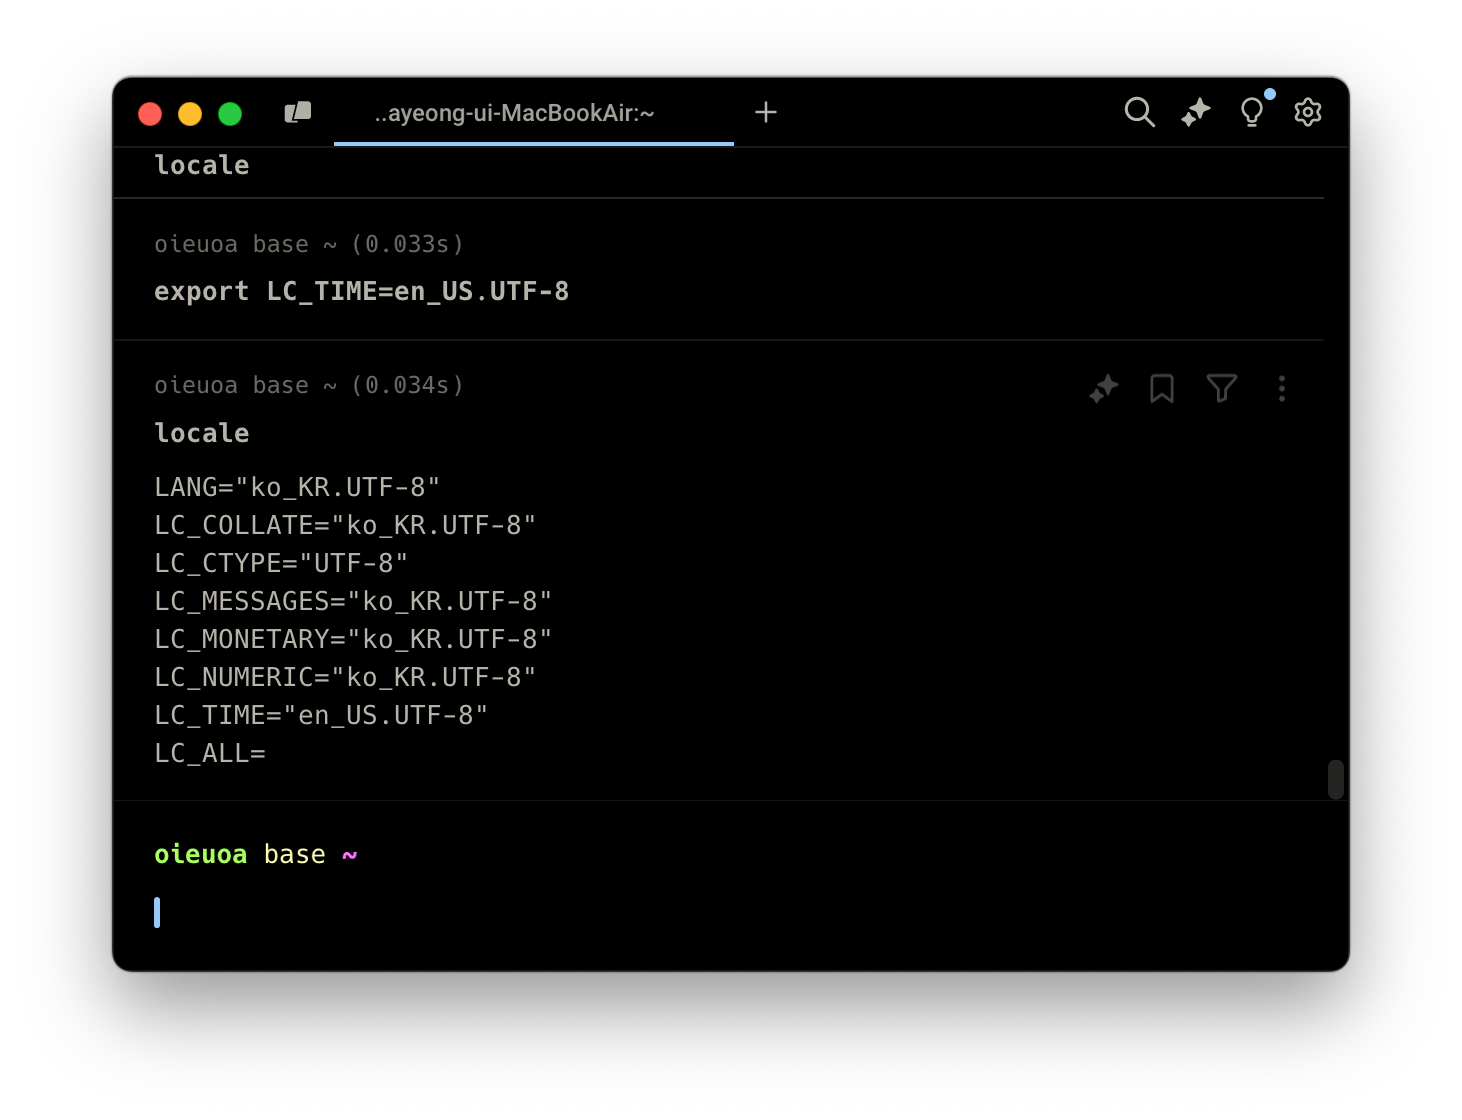 ..ayeong-ui-MacBookAir:~
locale
oieuoa base ~ (0.033s)
export LC_TIME=en_US.UTF-8
oieuoa base ~ (0.034s)
locale
LANG="ko_KR.UTF-8"
LC_COLLATE="ko_KR.UTF-8"
LC_CTYPE="UTF-8"
LC_MESSAGES="ko_KR.UTF-8"
LC_MONETARY="ko_KR.UTF-8"
LC_NUMERIC="ko_KR.UTF-8"
LC_TIME="en_US.UTF-8"
LC_ALL=
oieuoa base ~